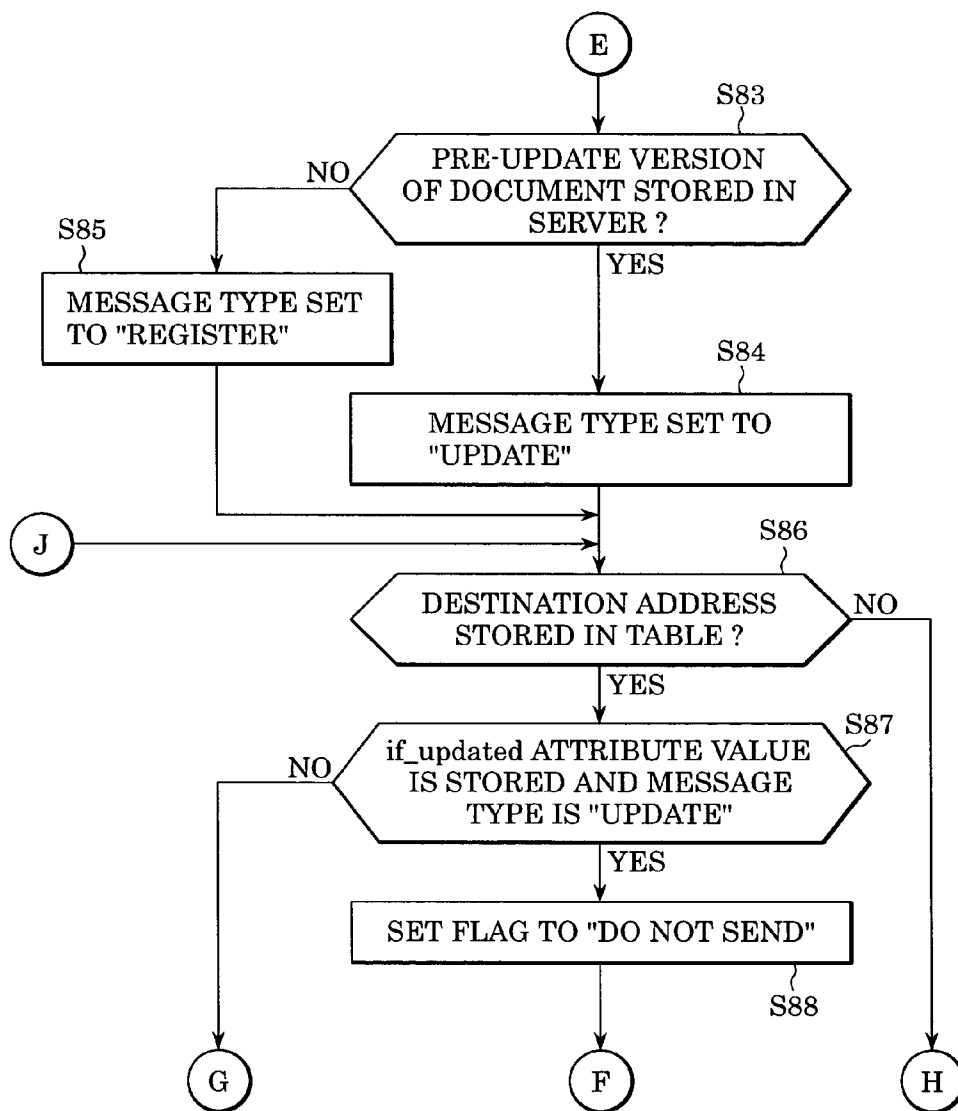 E
S83
PRE-UPDATE VERSION
OF DOCUMENT STORED IN
SERVER ?
NO
YES
S85
MESSAGE TYPE SET
TO "REGISTER"
S84
MESSAGE TYPE SET TO
"UPDATE"
J
S86
DESTINATION ADDRESS
STORED IN TABLE ?
NO
YES
S87
if_updated ATTRIBUTE VALUE
IS STORED AND MESSAGE
TYPE IS "UPDATE"
NO
YES
SET FLAG TO "DO NOT SEND"
S88
G
F
H